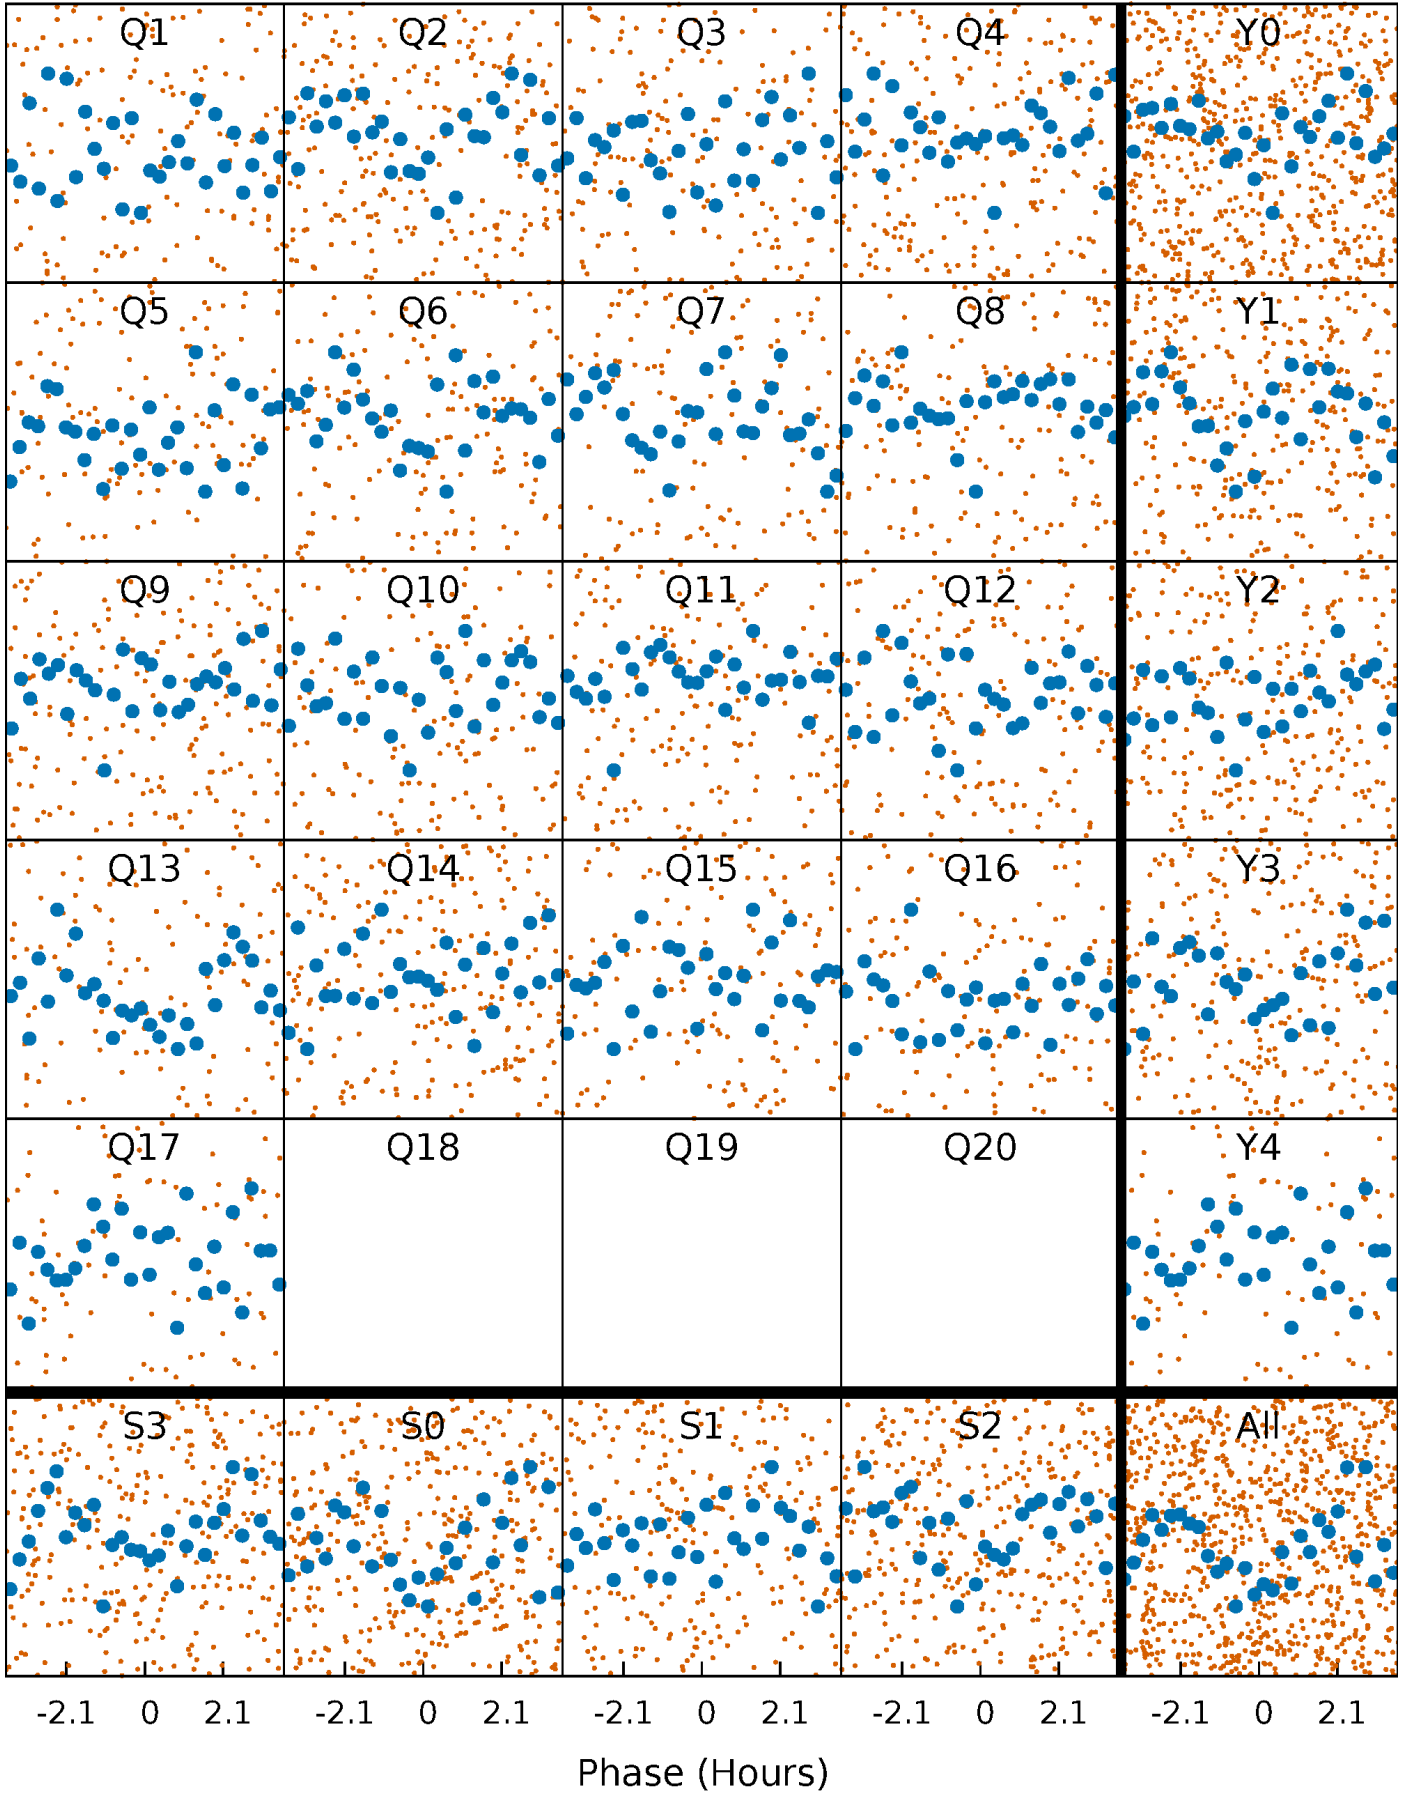 Q1 Q2 Q3 Q4 Y0
Q5 Q6 Q7 Q8 Y1
Q9 Q10 Q11 Q12 Y2
Q13 Q14 Q15 Q16 Y3
Q17 Q18 Q19 Q20 Y4
S3 S0 S1 S2 All
-2.1 0 2.1 -2.1 0 2.1 -2.1 0 2.1 -2.1 0 2.1 -2.1 0 2.1
Phase (Hours)